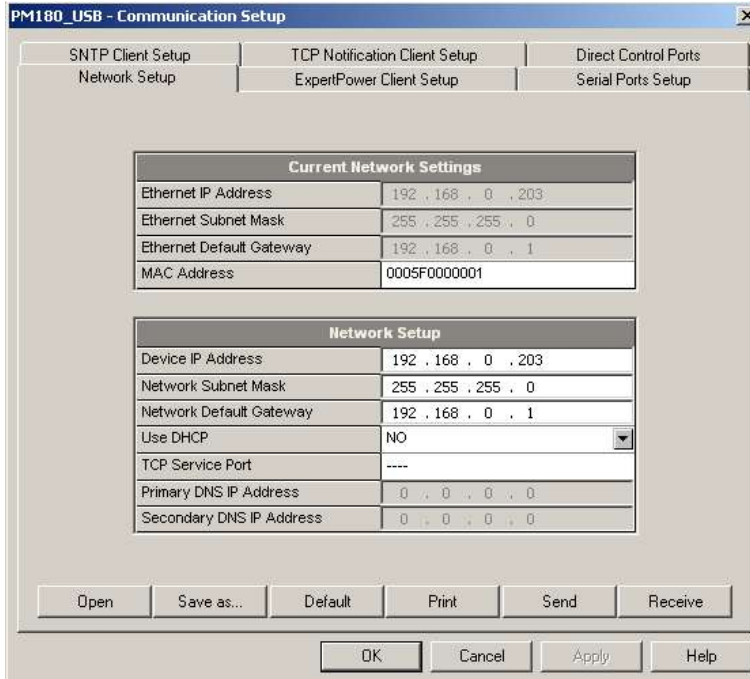 PM180_USB - Communication Setup
SNTP Client Setup TCP Notification Client Setup Direct Control Ports
Network Setup ExpertPower Client Setup Serial Ports Setup
Current Network Settings
Ethernet IP Address 192 . 168 . 0 . 203
Ethernet Subnet Mask 255 . 255 . 255 . 0
Ethernet Default Gateway 192 . 168 . 0 . 1
MAC Address 0005F0000001
Network Setup
Device IP Address 192 . 168 . 0 . 203
Network Subnet Mask 255 . 255 . 255 . 0
Network Default Gateway 192 . 168 . 0 . 1
Use DHCP NO
TCP Service Port ----
Primary DNS IP Address 0 . 0 . 0 . 0
Secondary DNS IP Address 0 . 0 . 0 . 0
Open Save as... Default Print Send Receive
OK Cancel Apply Help